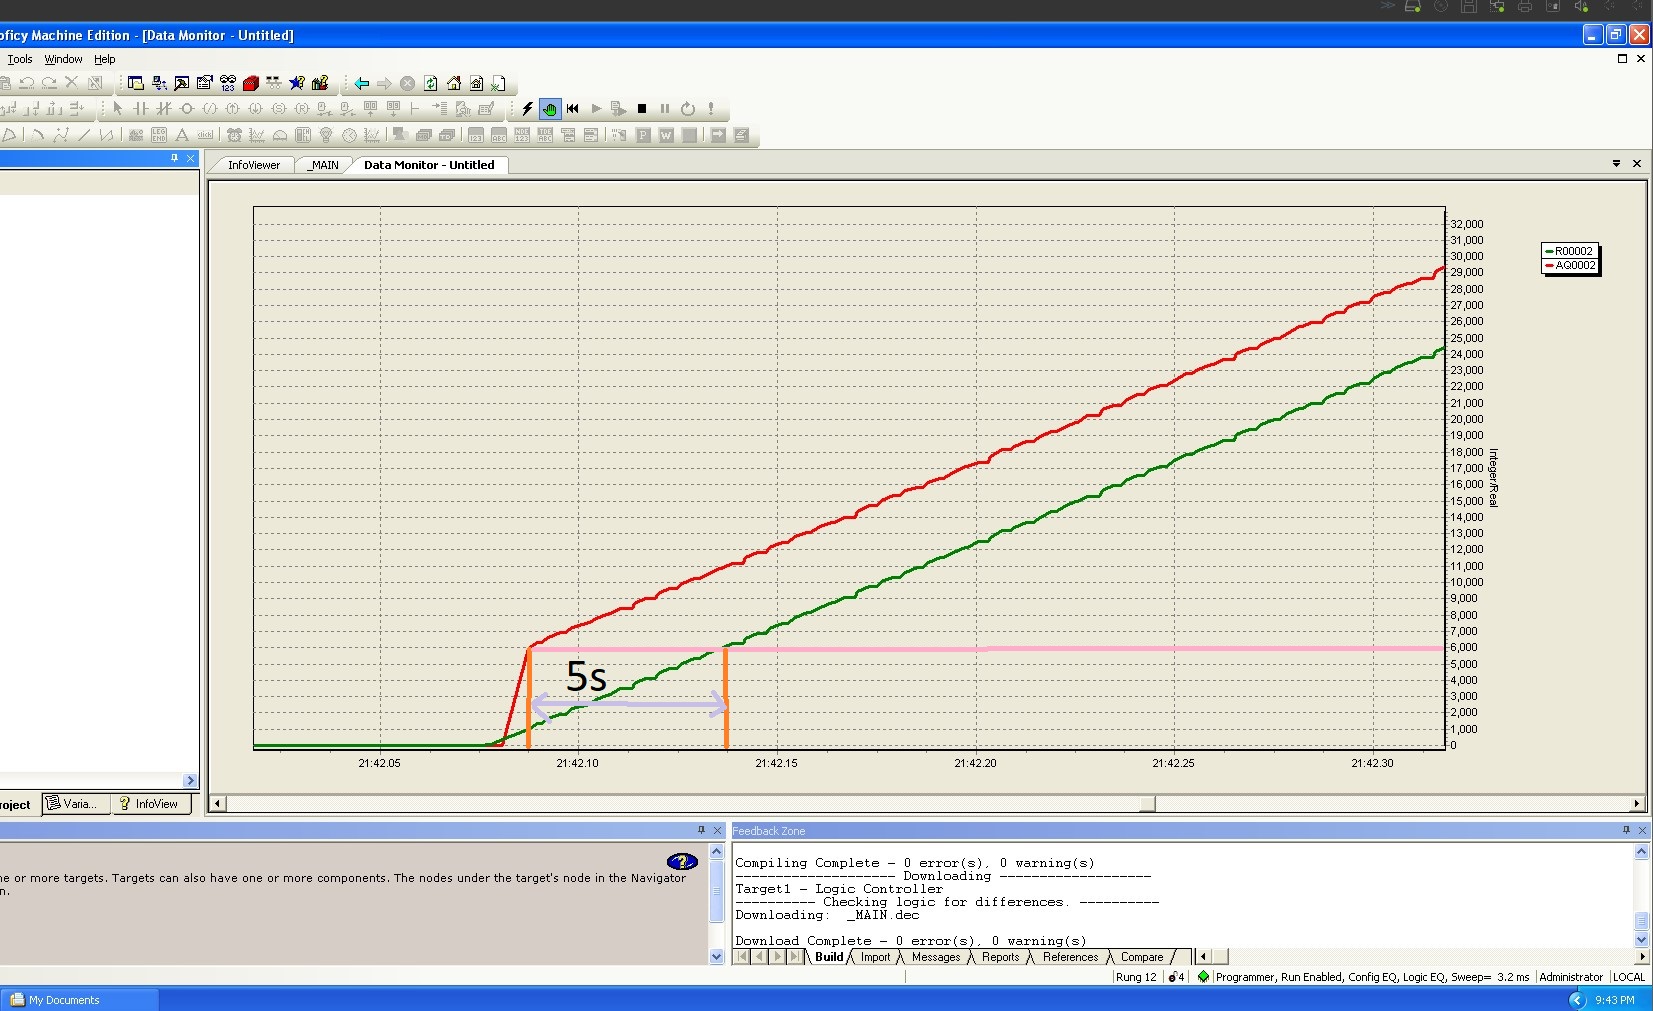 oficy Machine Edition - [Data Monitor - Untitled]
Tools Window Help
InfoViewer _MAIN Data Monitor - Untitled
32,000
31,000
30,000
29,000
28,000
27,000
26,000
25,000
24,000
23,000
22,000
21,000
20,000
19,000
18,000
17,000
16,000
15,000
14,000
13,000
12,000
11,000
10,000
9,000
8,000
7,000
6,000
5,000
4,000
3,000
2,000
1,000
0
Integer/Real
R00002
AQ0002
5s
21:42.05 21:42.10 21:42.15 21:42.20 21:42.25 21:42.30
roject Varia... InfoView
ne or more targets. Targets can also have one or more components. The nodes under the target's node in the Navigator
n.
Feedback Zone
Compiling Complete - 0 error(s), 0 warning(s)
-------------------- Downloading -------------------
Target1 - Logic Controller
---------- Checking logic for differences. ----------
Downloading: _MAIN.dec
Download Complete - 0 error(s), 0 warning(s)
Build Import Messages Reports References Compare
Rung 12 4 Programmer, Run Enabled, Config EQ, Logic EQ, Sweep= 3.2 ms Administrator LOCAL
My Documents 9:43 PM